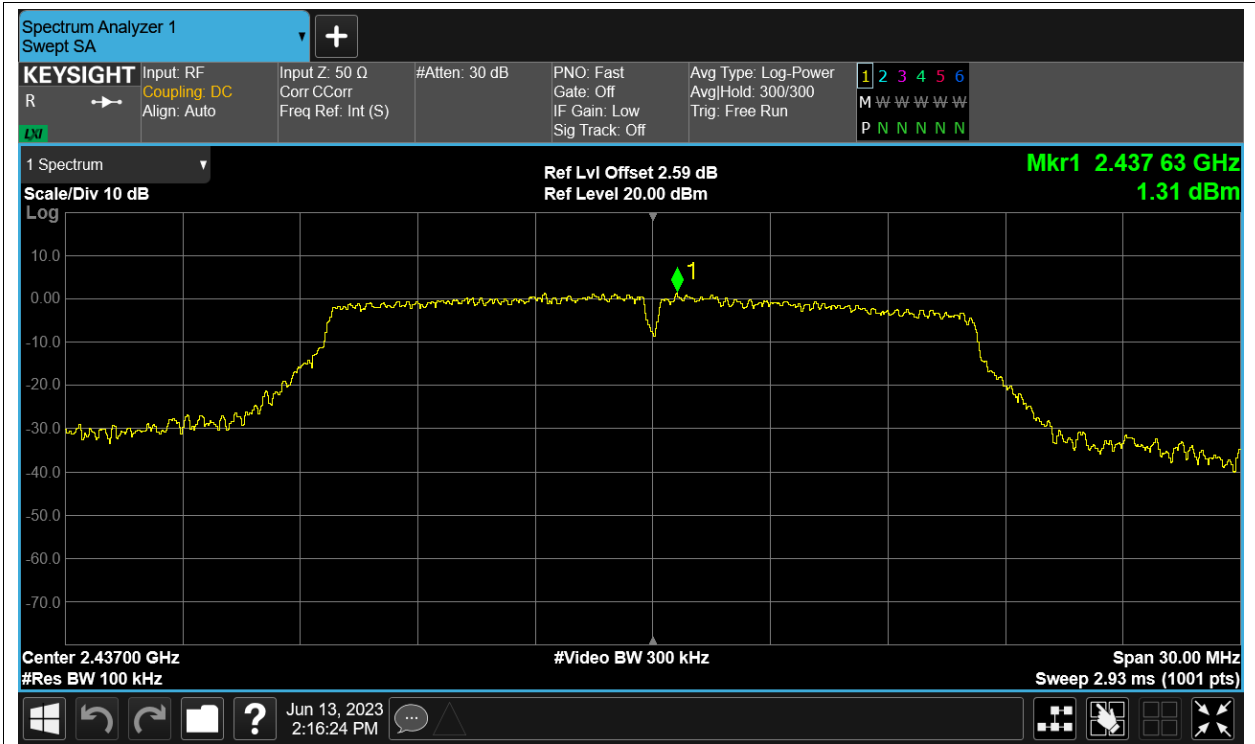 Spectrum Analyzer 1
Swept SA
KEYSIGHT
R
LXI
Input: RF
Coupling: DC
Align: Auto
Input Z: 50 Ω
Corr CCorr
Freq Ref: Int (S)
#Atten: 30 dB
PNO: Fast
Gate: Off
IF Gain: Low
Sig Track: Off
Avg Type: Log-Power
Avg|Hold: 300/300
Trig: Free Run
1 2 3 4 5 6
M W W W W W
P N N N N N
1 Spectrum
Scale/Div 10 dB
Log
Ref Lvl Offset 2.59 dB
Ref Level 20.00 dBm
Mkr1 2.437 63 GHz
1.31 dBm
1
10.0
0.00
-10.0
-20.0
-30.0
-40.0
-50.0
-60.0
-70.0
Center 2.43700 GHz
#Res BW 100 kHz
#Video BW 300 kHz
Span 30.00 MHz
Sweep 2.93 ms (1001 pts)
?
Jun 13, 2023
2:16:24 PM